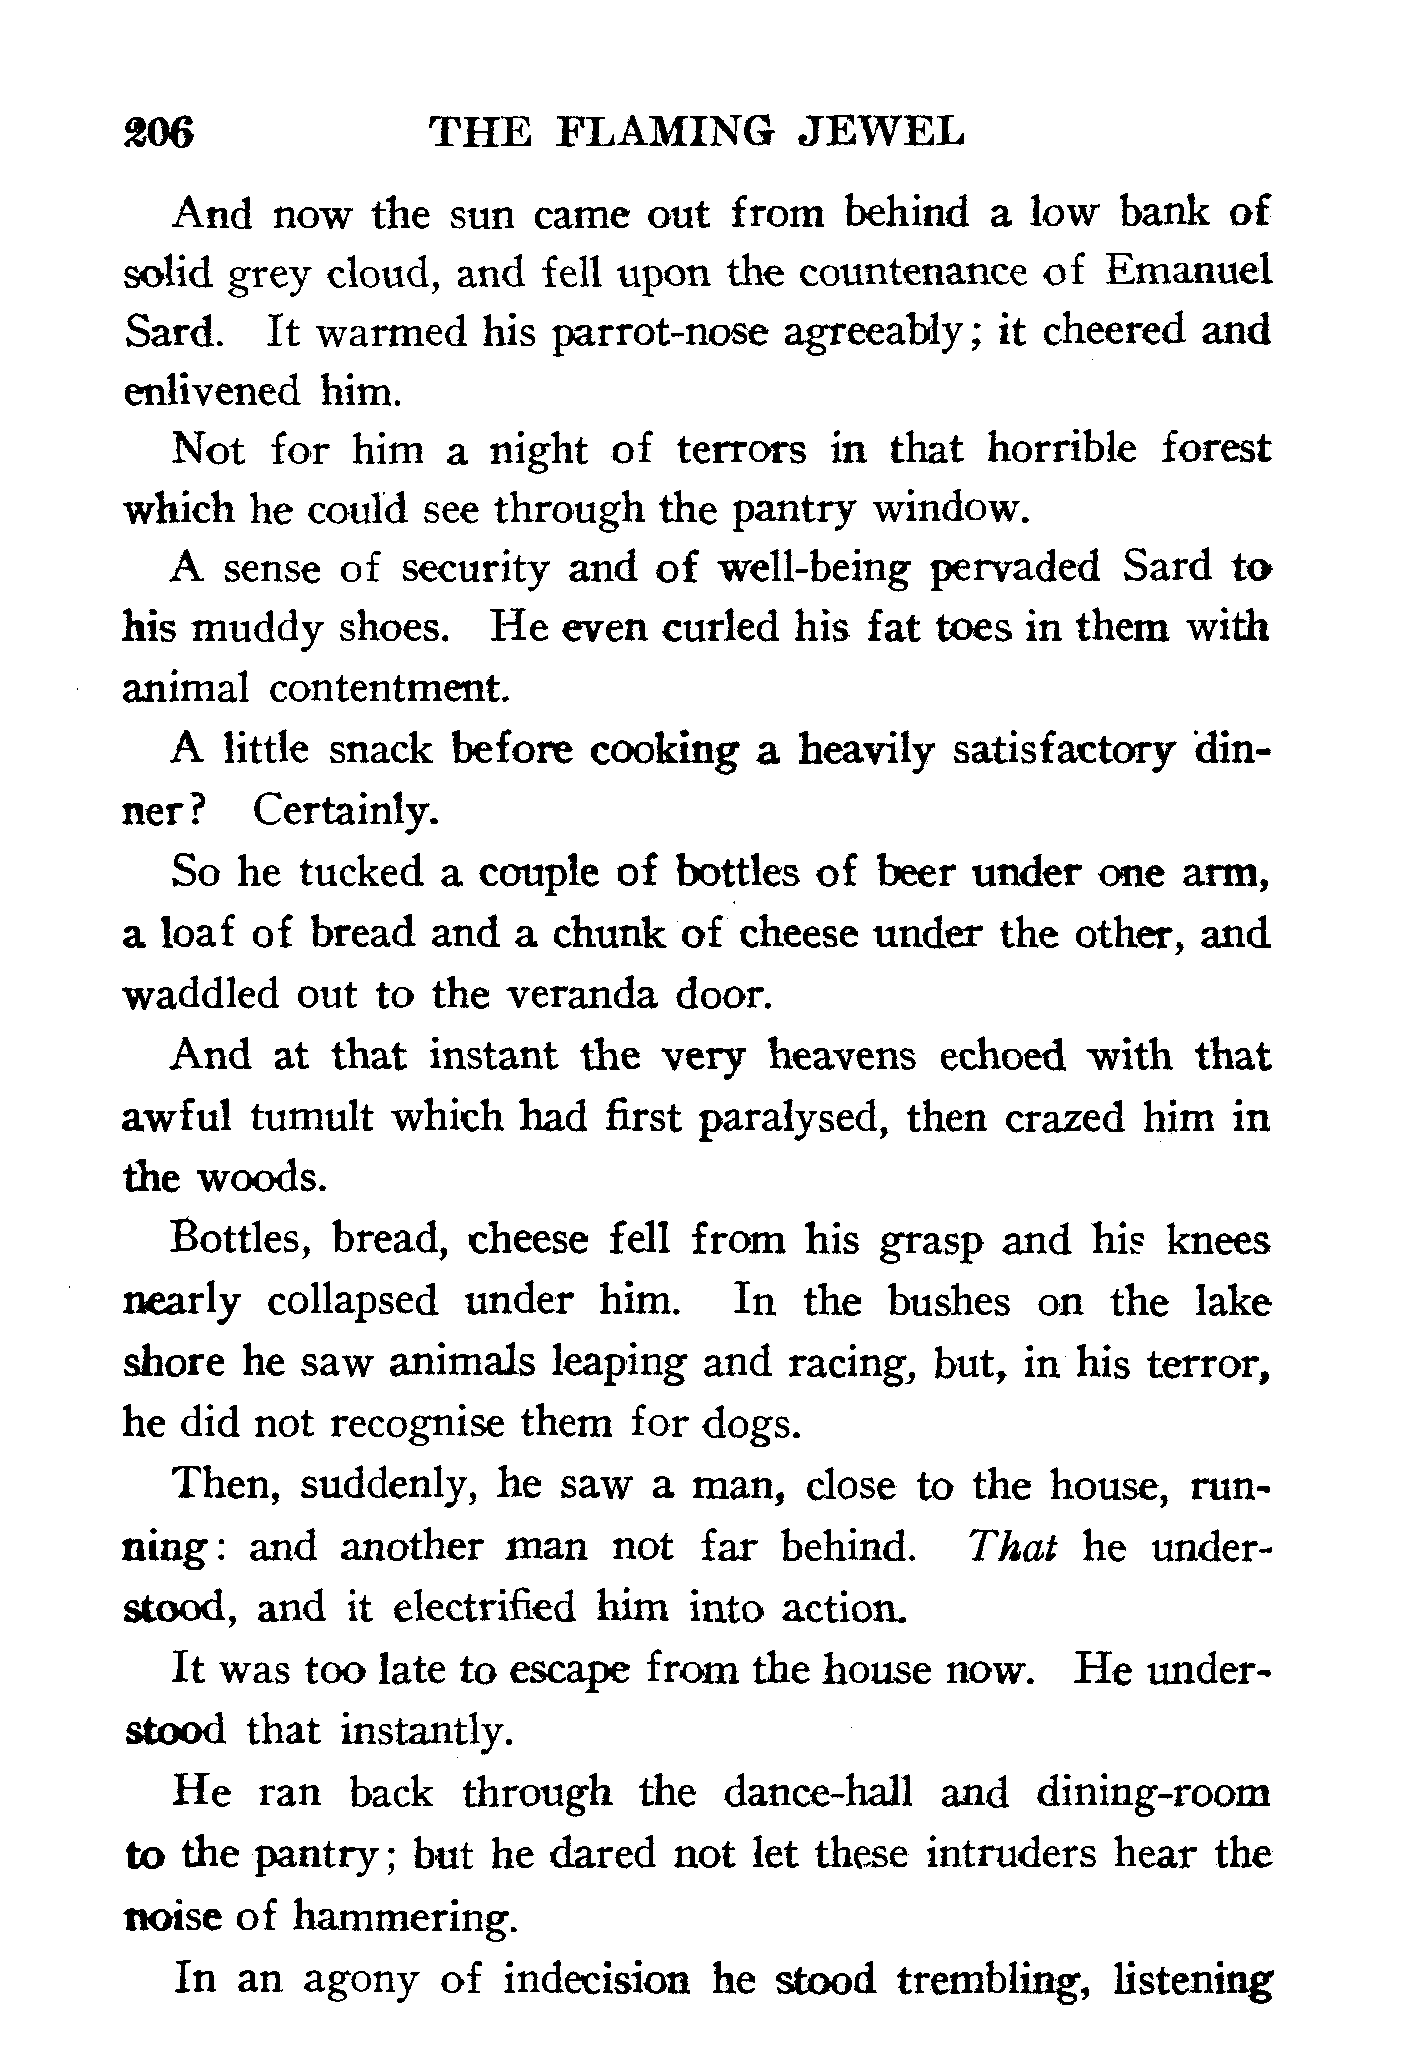 206 THE FLAMING JEWEL
And now the sun came out from behind a low bank of
solid grey cloud, and fell upon the countenance of Emanuel
Sard. It warmed his parrot-nose agreeably; it cheered and
enlivened him.
Not for him a night of terrors in that horrible forest
which he could see through the pantry window.
A sense of security and of well-being pervaded Sard to
his muddy shoes. He even curled his fat toes in them with
animal contentment.
A little snack before cooking a heavily satisfactory din-
ner? Certainly.
So he tucked a couple of bottles of beer under one arm,
a loaf of bread and a chunk of cheese under the other, and
waddled out to the veranda door.
And at that instant the very heavens echoed with that
awful tumult which had first paralysed, then crazed him in
the woods.
Bottles, bread, cheese fell from his grasp and his knees
nearly collapsed under him. In the bushes on the lake
shore he saw animals leaping and racing, but, in his terror,
he did not recognise them for dogs.
Then, suddenly, he saw a man, close to the house, run-
ning: and another man not far behind. That he under-
stood, and it electrified him into action.
It was too late to escape from the house now. He under-
stood that instantly.
He ran back through the dance-hall and dining-room
to the pantry; but he dared not let these intruders hear the
noise of hammering.
In an agony of indecision he stood trembling, listening